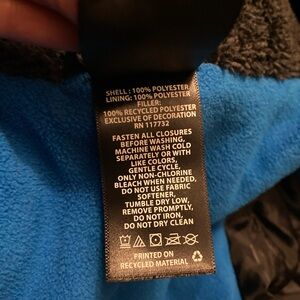 SHELL: 100% POLYESTER
LINING: 100% POLYESTER
FILLER:
100% RECYCLED POLYESTER
EXCLUSIVE OF DECORATION
RN 117732
FASTEN ALL CLOSURES
BEFORE WASHING,
MACHINE WASH COLD
SEPARATELY OR WITH
LIKE COLORS,
GENTLE CYCLE,
ONLY NON-CHLORINE
BLEACH WHEN NEEDED,
DO NOT USE FABRIC
SOFTENER,
TUMBLE DRY LOW,
REMOVE PROMPTLY,
DO NOT IRON,
DO NOT DRY CLEAN
PRINTED ON
RECYCLED MATERIAL